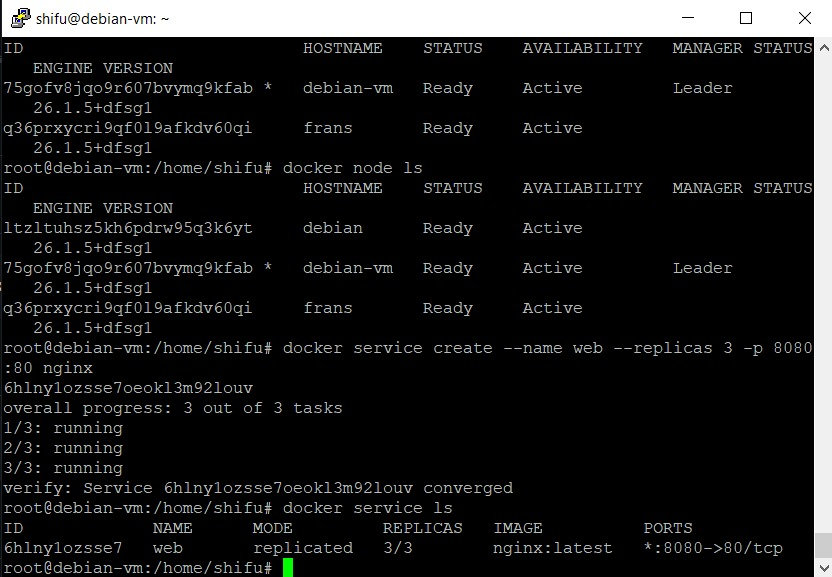 shifu@debian-vm: ~
ID HOSTNAME STATUS AVAILABILITY MANAGER STATUS
ENGINE VERSION
75gofv8jqo9r607bvymq9kfab * debian-vm Ready Active Leader
26.1.5+dfsg1
q36prxycri9qf0l9afkdv60qi frans Ready Active
26.1.5+dfsg1
root@debian-vm:/home/shifu# docker node ls
ID HOSTNAME STATUS AVAILABILITY MANAGER STATUS
ENGINE VERSION
ltzltuhsz5kh6pdrw95q3k6yt debian Ready Active
26.1.5+dfsg1
75gofv8jqo9r607bvymq9kfab * debian-vm Ready Active Leader
26.1.5+dfsg1
q36prxycri9qf0l9afkdv60qi frans Ready Active
26.1.5+dfsg1
root@debian-vm:/home/shifu# docker service create --name web --replicas 3 -p 8080
:80 nginx
6hlny1ozsse7oeokl3m92louv
overall progress: 3 out of 3 tasks
1/3: running
2/3: running
3/3: running
verify: Service 6hlny1ozsse7oeokl3m92louv converged
root@debian-vm:/home/shifu# docker service ls
ID NAME MODE REPLICAS IMAGE PORTS
6hlny1ozsse7 web replicated 3/3 nginx:latest *:8080->80/tcp
root@debian-vm:/home/shifu#